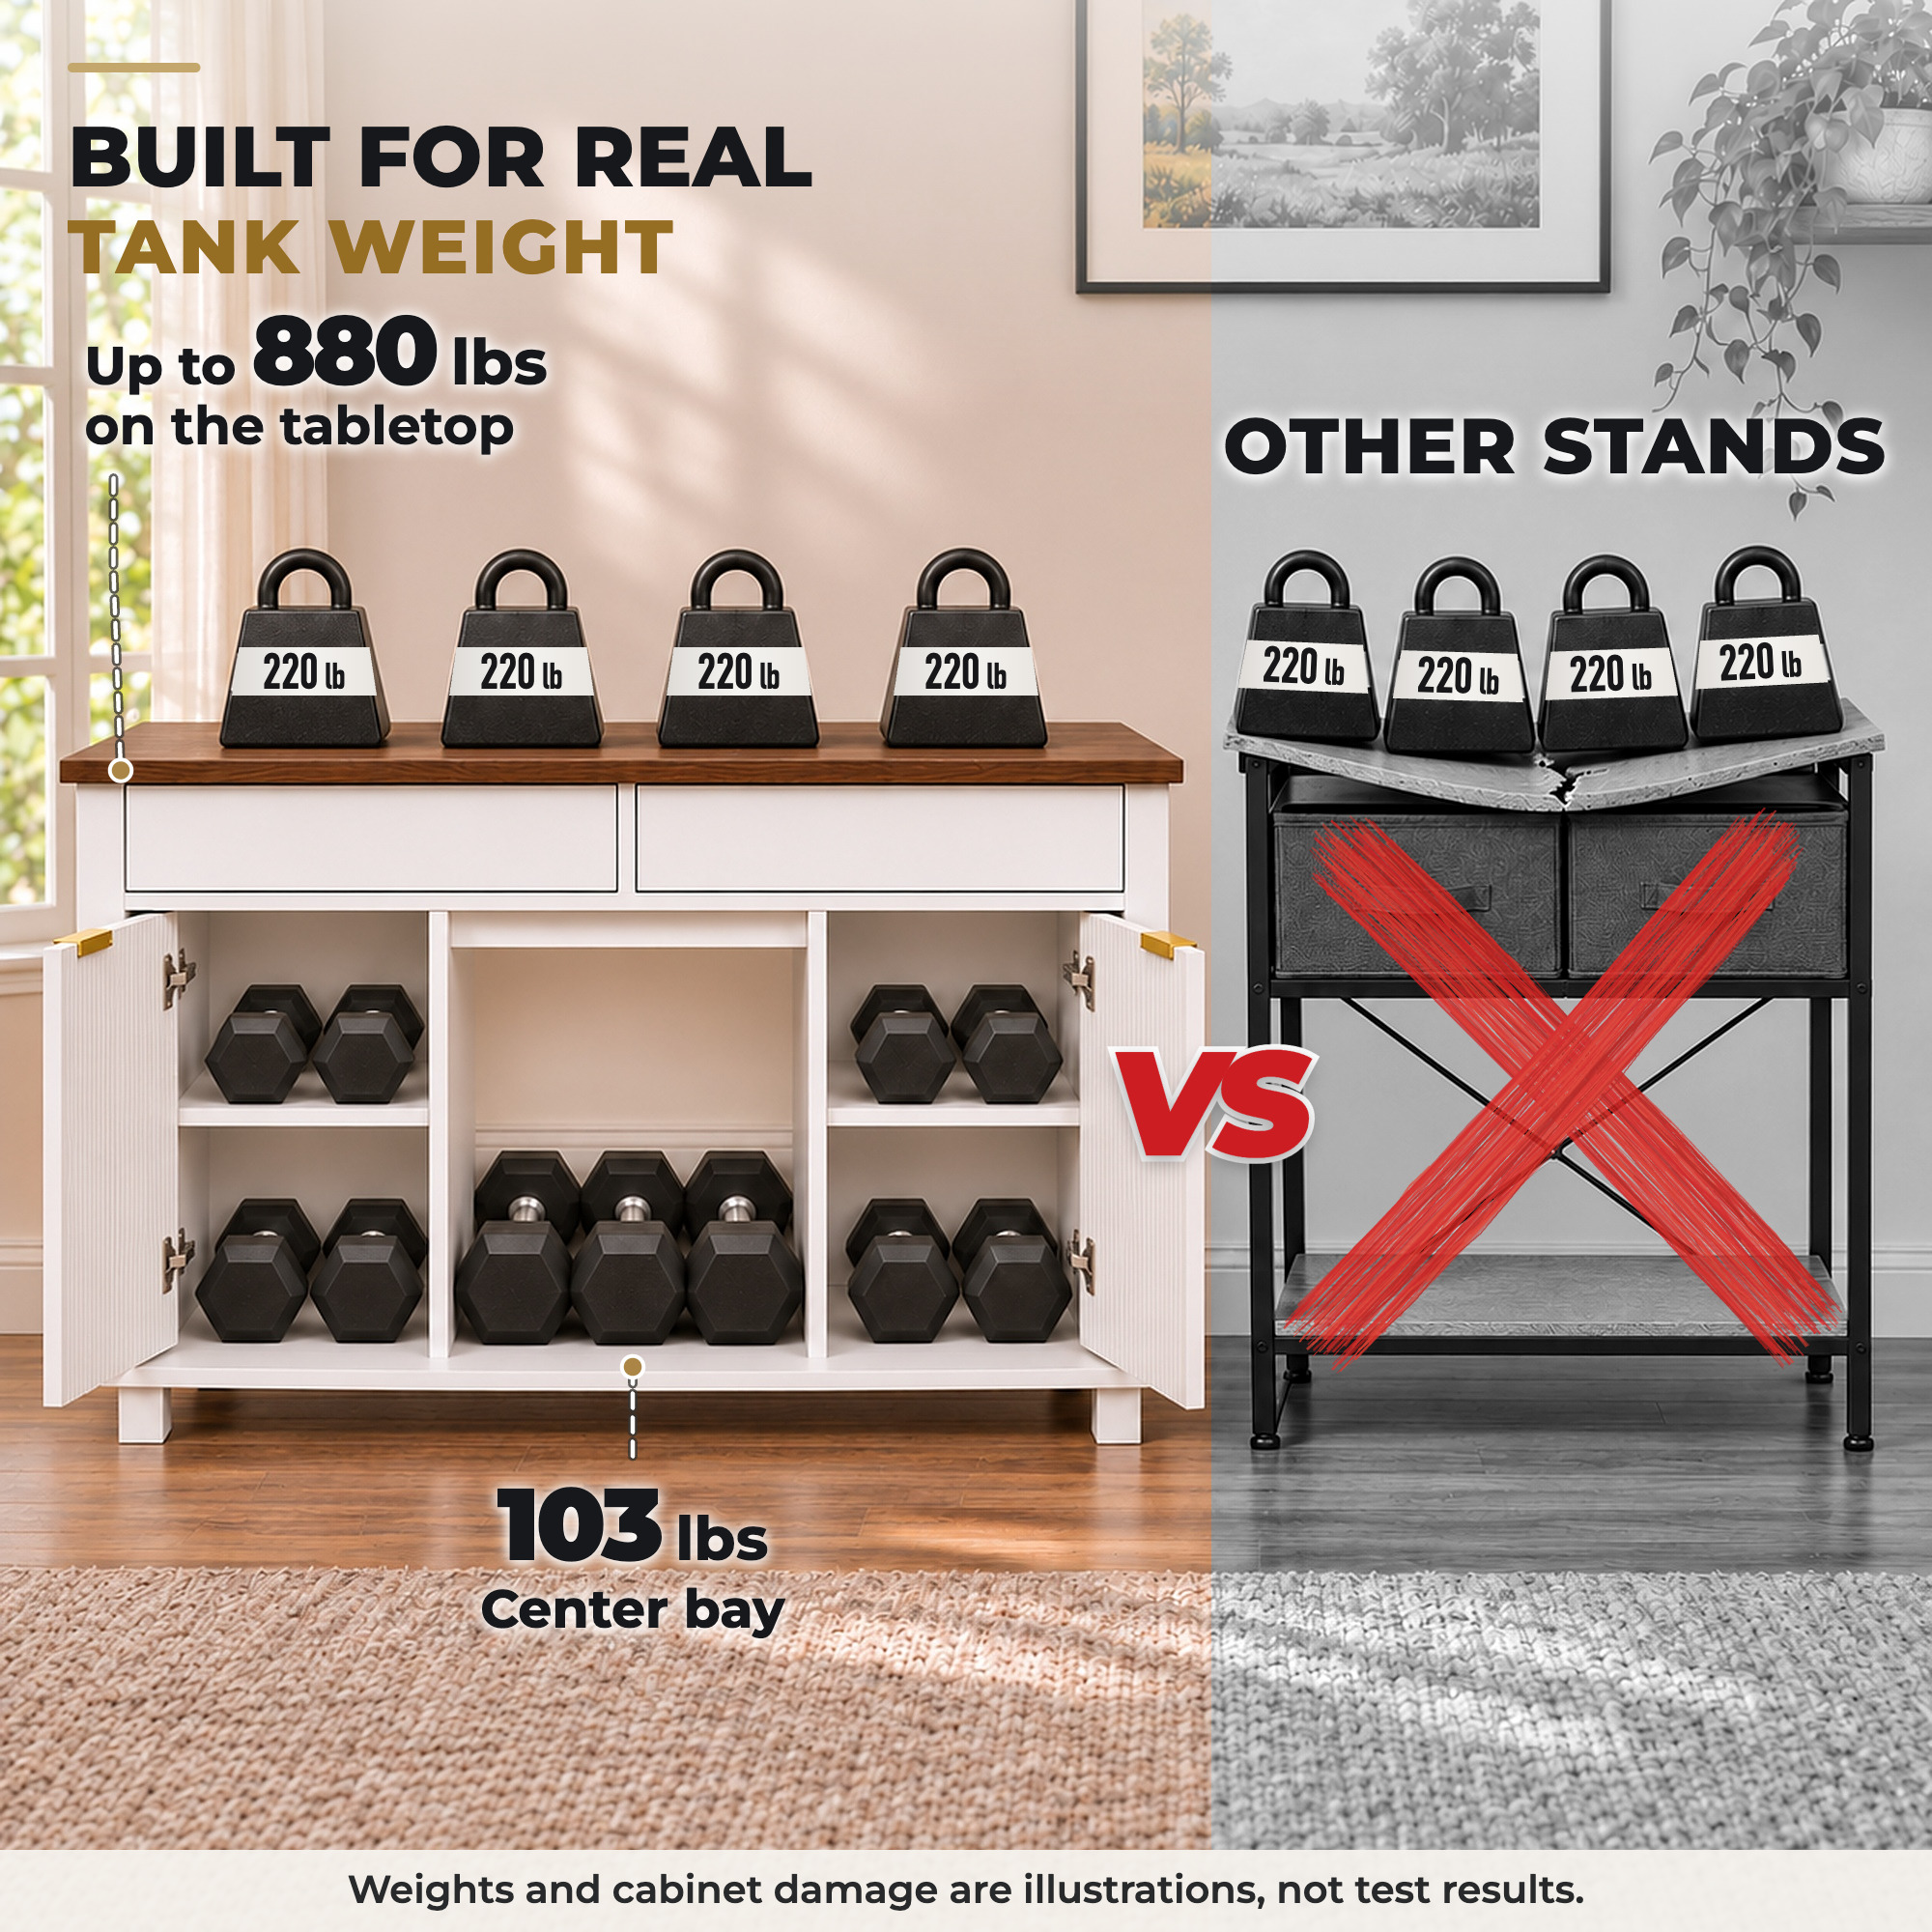 BUILT FOR REAL
TANK WEIGHT
Up to 880 lbs
on the tabletop
OTHER STANDS
220 lb
220 lb
220 lb
220 lb
220 lb
220 lb
220 lb
220 lb
VS
103 lbs
Center bay
Weights and cabinet damage are illustrations, not test results.